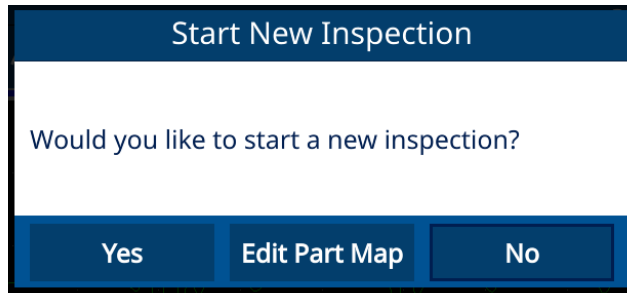 Start New Inspection
Would you like to start a new inspection?
Yes
Edit Part Map
No